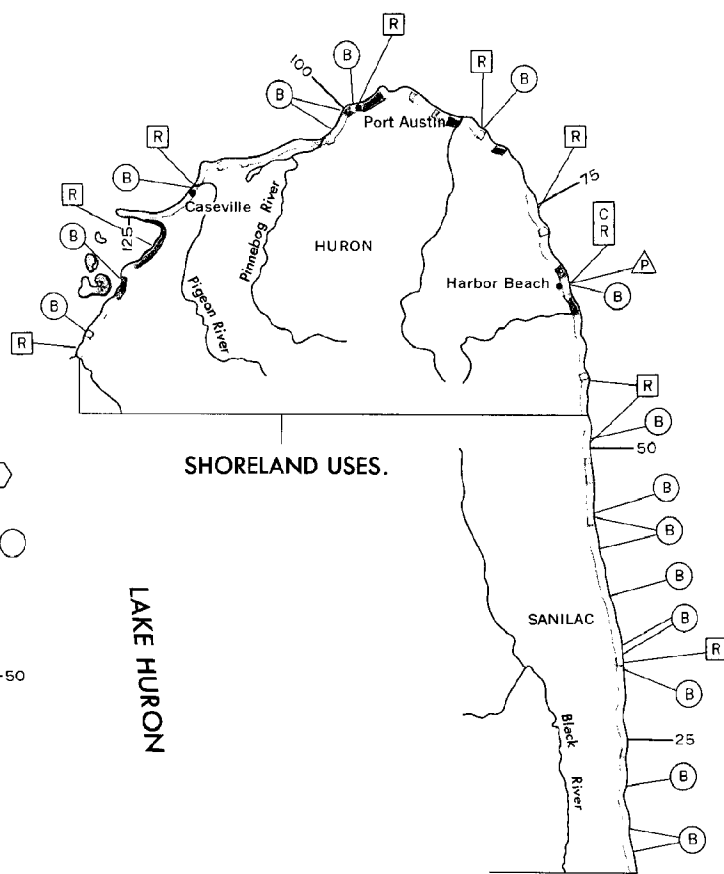 R
B
100
R
B
B
Port Austin
R
R
B
Caseville
75
R
125
Pinnebog River
C
R
B
HURON
P
Harbor Beach
B
B
Pigeon River
R
R
B
50
SHORELAND USES.
B
B
B
LAKE HURON
SANILAC
B
R
50
B
Black
River
25
B
B